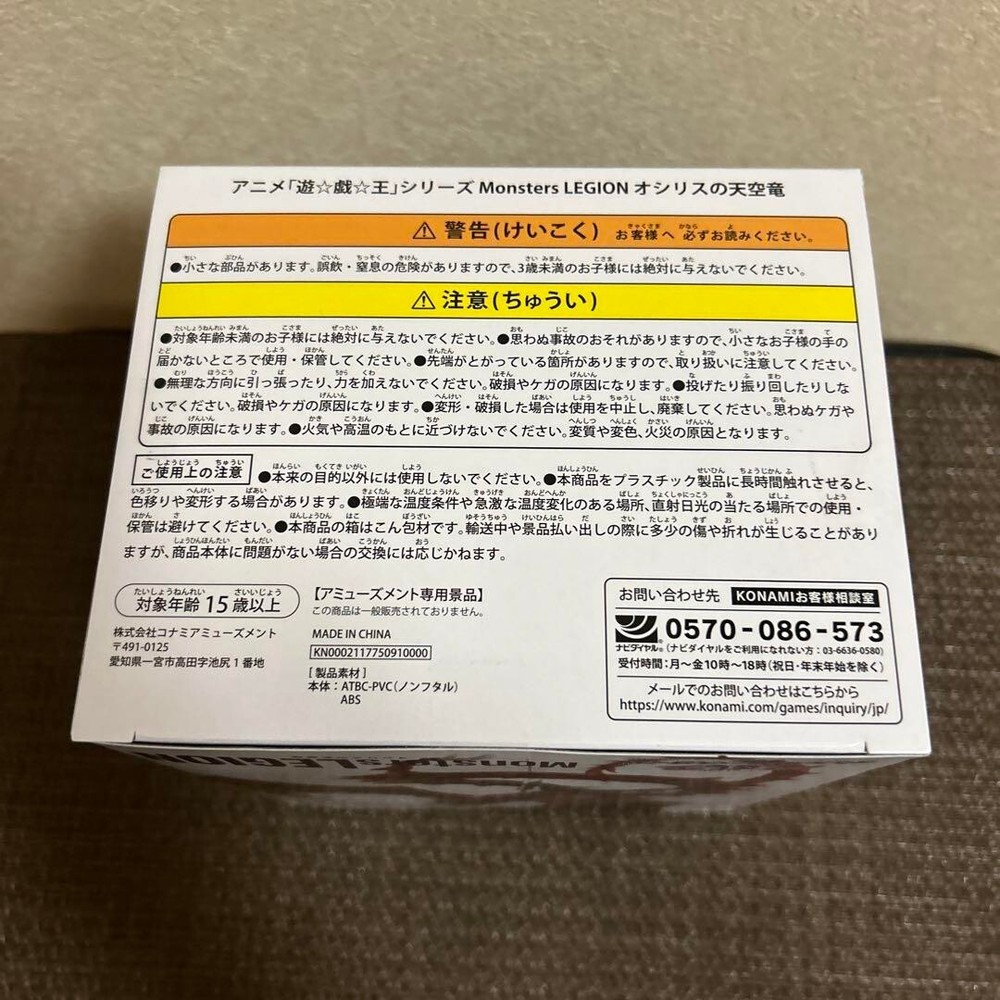 アニメ「遊☆戯☆王」シリーズ Monsters LEGION オシリスの天空竜
⚠ 警告(けいこく) お客様へ 必ずお読みください。
●小さな部品があります。誤飲・窒息の危険がありますので、3歳未満のお子様には絶対に与えないでください。
⚠ 注意(ちゅうい)
●対象年齢未満のお子様には絶対に与えないでください。●思わぬ事故のおそれがありますので、小さなお子様の手の
届かないところで使用・保管してください。●先端がとがっている箇所がありますので、取り扱いに注意してください。
●無理な方向に引っ張ったり、力を加えないでください。破損やケガの原因になります。●投げたり振り回したりしな
いでください。破損やケガの原因になります。●変形・破損した場合は使用を中止し、廃棄してください。思わぬケガや
事故の原因になります。●火気や高温のもとに近づけないでください。変質や変色、火災の原因となります。
ご使用上の注意 ●本来の目的以外には使用しないでください。●本商品をプラスチック製品に長時間触れさせると、
色移りや変形する場合があります。●極端な温度条件や急激な温度変化のある場所、直射日光の当たる場所での使用・
保管は避けてください。●本商品の箱はこん包材です。輸送中や景品払い出しの際に多少の傷や折れが生じることがあり
ますが、商品本体に問題がない場合の交換には応じかねます。
対象年齢 15歳以上
株式会社コナミアミューズメント
〒491-0125
愛知県一宮市高田字池尻1番地
【アミューズメント専用景品】
この商品は一般販売されておりません。
MADE IN CHINA
KN0002117750910000
[製品素材]
本体：ATBC-PVC(ノンフタル)
ABS
お問い合わせ先 KONAMIお客様相談室
ナビダイヤル® 0570-086-573
(ナビダイヤルをご利用になれない方：03-6636-0580)
受付時間：月～金10時～18時(祝日・年末年始を除く)
メールでのお問い合わせはこちらから
https://www.konami.com/games/inquiry/jp/
Monsters LEGION